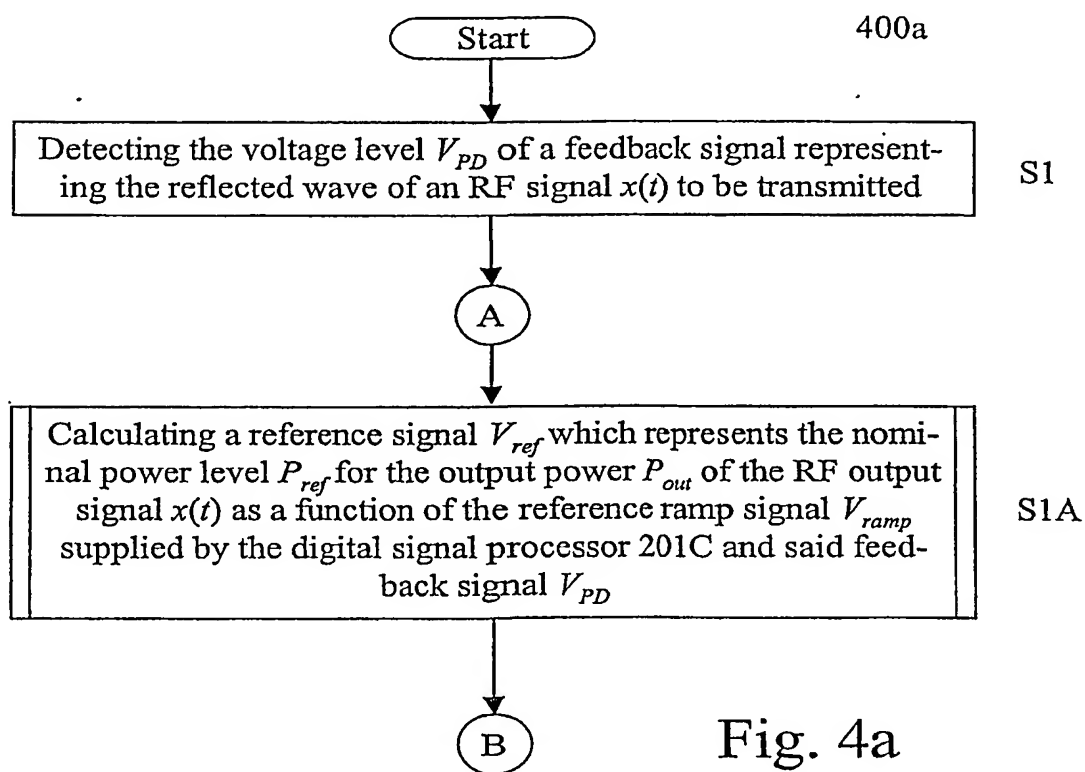 Start
400a
Detecting the voltage level V_PD of a feedback signal represent-
ing the reflected wave of an RF signal x(t) to be transmitted
S1
A
Calculating a reference signal V_ref which represents the nomi-
nal power level P_ref for the output power P_out of the RF output
signal x(t) as a function of the reference ramp signal V_ramp
supplied by the digital signal processor 201C and said feed-
back signal V_PD
S1A
B
Fig. 4a